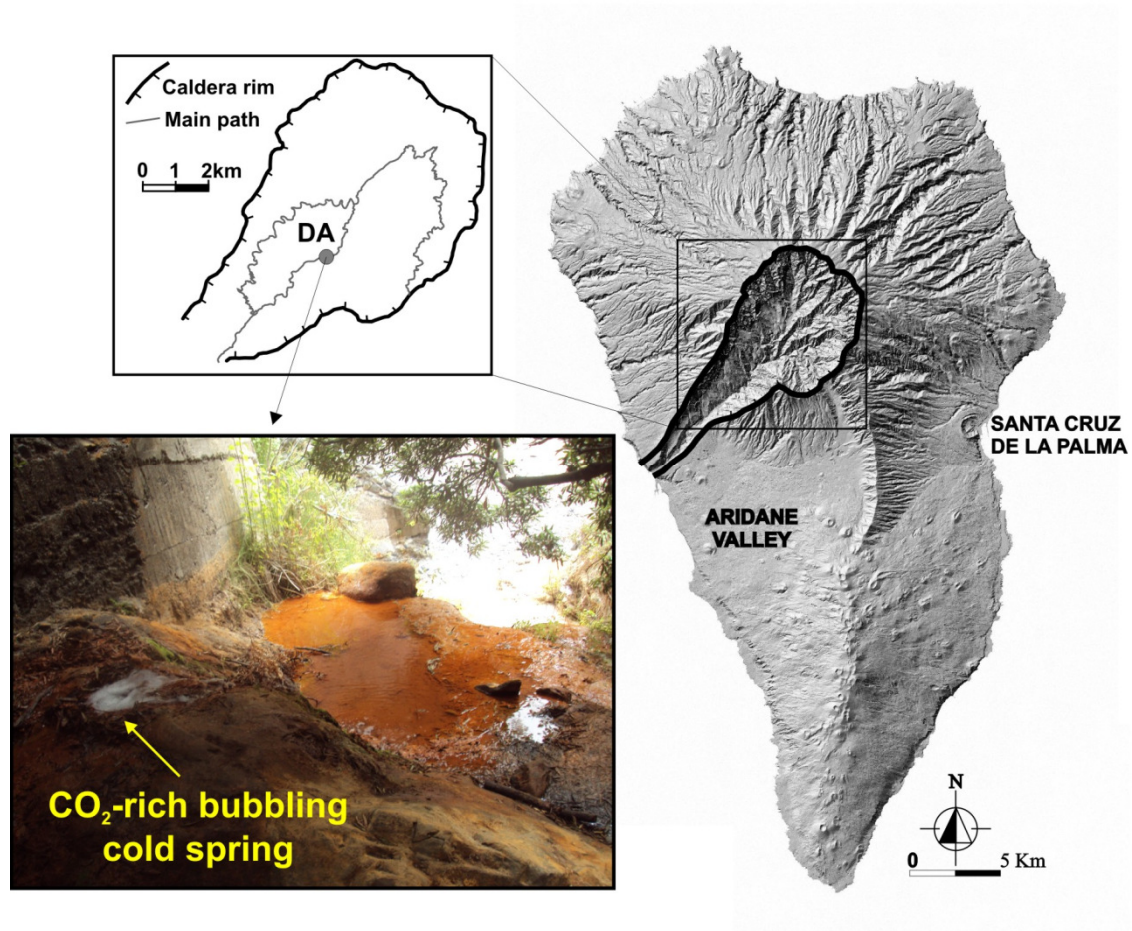 Caldera rim
Main path
0 1 2km
DA
SANTA CRUZ
DE LA PALMA
ARIDANE
VALLEY
CO₂-rich bubbling
cold spring
N
0 5 Km